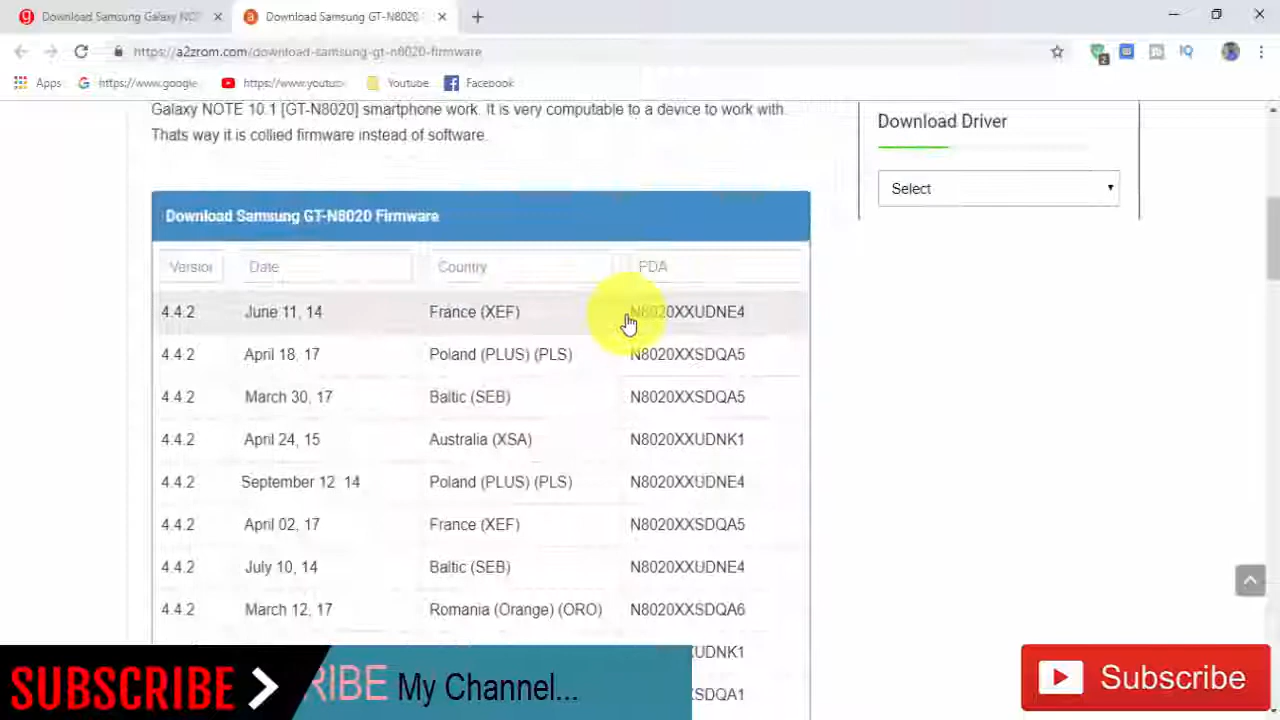 Download Samsung Galaxy NO
Download Samsung GT-N8020
https://a2zrom.com/download-samsung-gt-n8020-firmware
Apps https://www.google https://www.youtu Youtube Facebook
Galaxy NOTE 10.1 [GT-N8020] smartphone work. It is very computable to a device to work with.
Thats way it is collied firmware instead of software.
Download Driver
Select
Download Samsung GT-N8020 Firmware
Version Date Country PDA
4.4.2 June 11, 14 France (XEF) N8020XXUDNE4
4.4.2 April 18, 17 Poland (PLUS) (PLS) N8020XXSDQA5
4.4.2 March 30, 17 Baltic (SEB) N8020XXSDQA5
4.4.2 April 24, 15 Australia (XSA) N8020XXUDNK1
4.4.2 September 12, 14 Poland (PLUS) (PLS) N8020XXUDNE4
4.4.2 April 02, 17 France (XEF) N8020XXSDQA5
4.4.2 July 10, 14 Baltic (SEB) N8020XXUDNE4
4.4.2 March 12, 17 Romania (Orange) (ORO) N8020XXSDQA6
UDNK1
SDQA1
SUBSCRIBE RIBE My Channel...
Subscribe